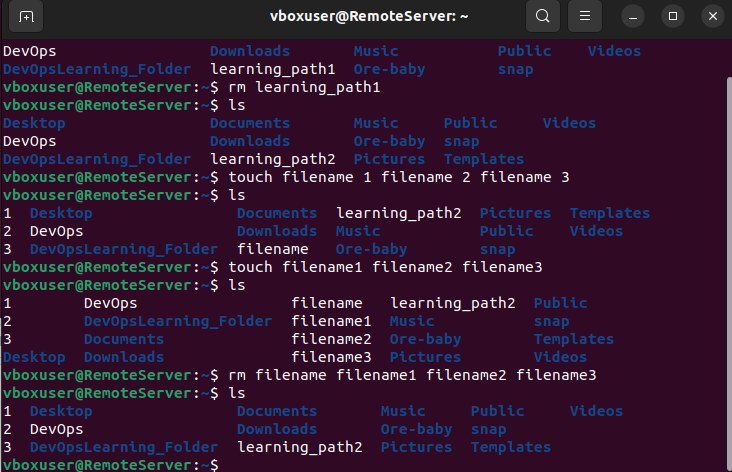 vboxuser@RemoteServer: ~
DevOps Downloads Music Public Videos
DevOpsLearning_Folder learning_path1 Ore-baby snap
vboxuser@RemoteServer:~$ rm learning_path1
vboxuser@RemoteServer:~$ ls
Desktop Documents Music Public Videos
DevOps Downloads Ore-baby snap
DevOpsLearning_Folder learning_path2 Pictures Templates
vboxuser@RemoteServer:~$ touch filename 1 filename 2 filename 3
vboxuser@RemoteServer:~$ ls
1 Desktop Documents learning_path2 Pictures Templates
2 DevOps Downloads Music Public Videos
3 DevOpsLearning_Folder filename Ore-baby snap
vboxuser@RemoteServer:~$ touch filename1 filename2 filename3
vboxuser@RemoteServer:~$ ls
1 DevOps filename learning_path2 Public
2 DevOpsLearning_Folder filename1 Music snap
3 Documents filename2 Ore-baby Templates
Desktop Downloads filename3 Pictures Videos
vboxuser@RemoteServer:~$ rm filename filename1 filename2 filename3
vboxuser@RemoteServer:~$ ls
1 Desktop Documents Music Public Videos
2 DevOps Downloads Ore-baby snap
3 DevOpsLearning_Folder learning_path2 Pictures Templates
vboxuser@RemoteServer:~$